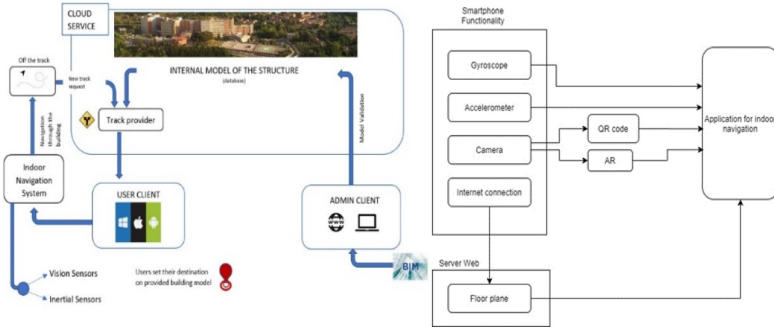 CLOUD
SERVICE
Off the track
New track
request
INTERNAL MODEL OF THE STRUCTURE
(database)
Navigation
through the
building
Track provider
Model Validation
Indoor
Navigation
System
USER CLIENT
ADMIN CLIENT
WWW
BIM
Vision Sensors
Inertial Sensors
Users set their destination
on provided building model
Smartphone
Functionality
Gyroscope
Accelerometer
Camera
QR code
AR
Internet connection
Application for indoor
navigation
Server Web
Floor plane